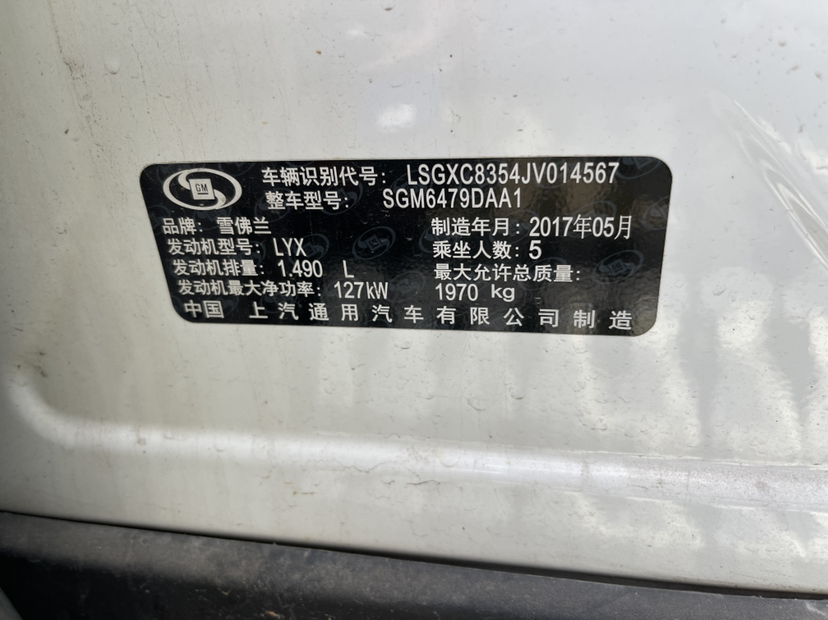 GM
车辆识别代号: LSGXC8354JV014567
整车型号: SGM6479DAA1
品牌: 雪佛兰 制造年月: 2017年05月
发动机型号: LYX 乘坐人数: 5
发动机排量: 1.490 L 最大允许总质量:
发动机最大净功率: 127kW 1970 kg
中国 上汽通用汽车有限公司制造